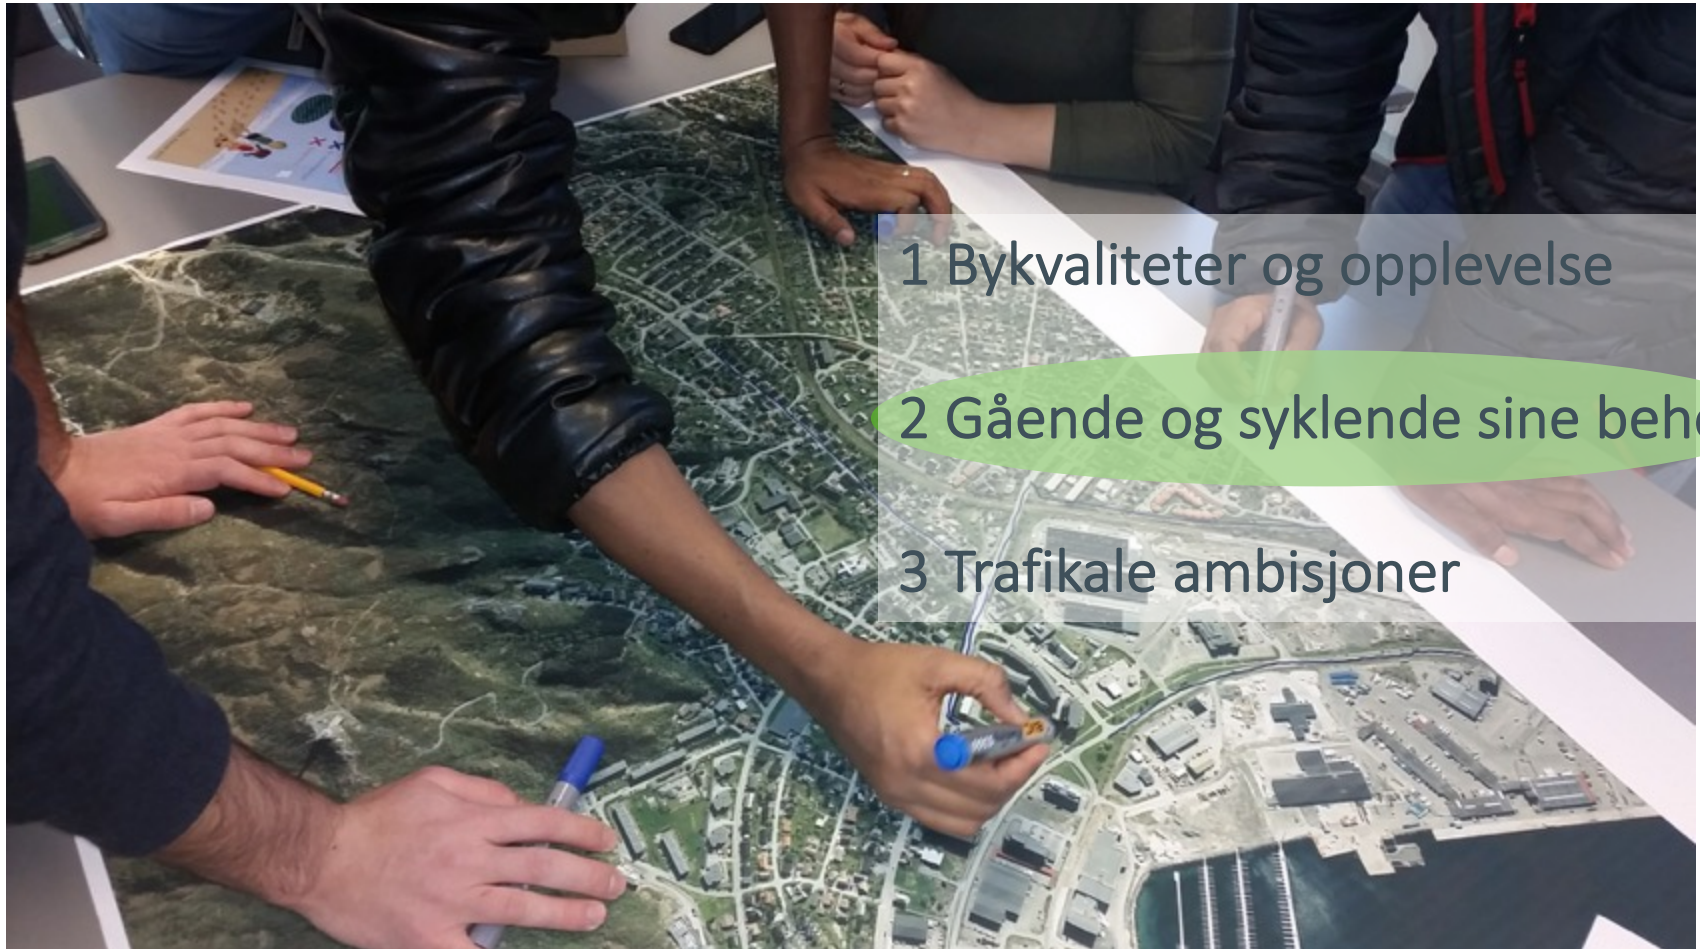 1 Bykvaliteter og opplevelse
2 Gående og syklende sine beh
3 Trafikale ambisjoner